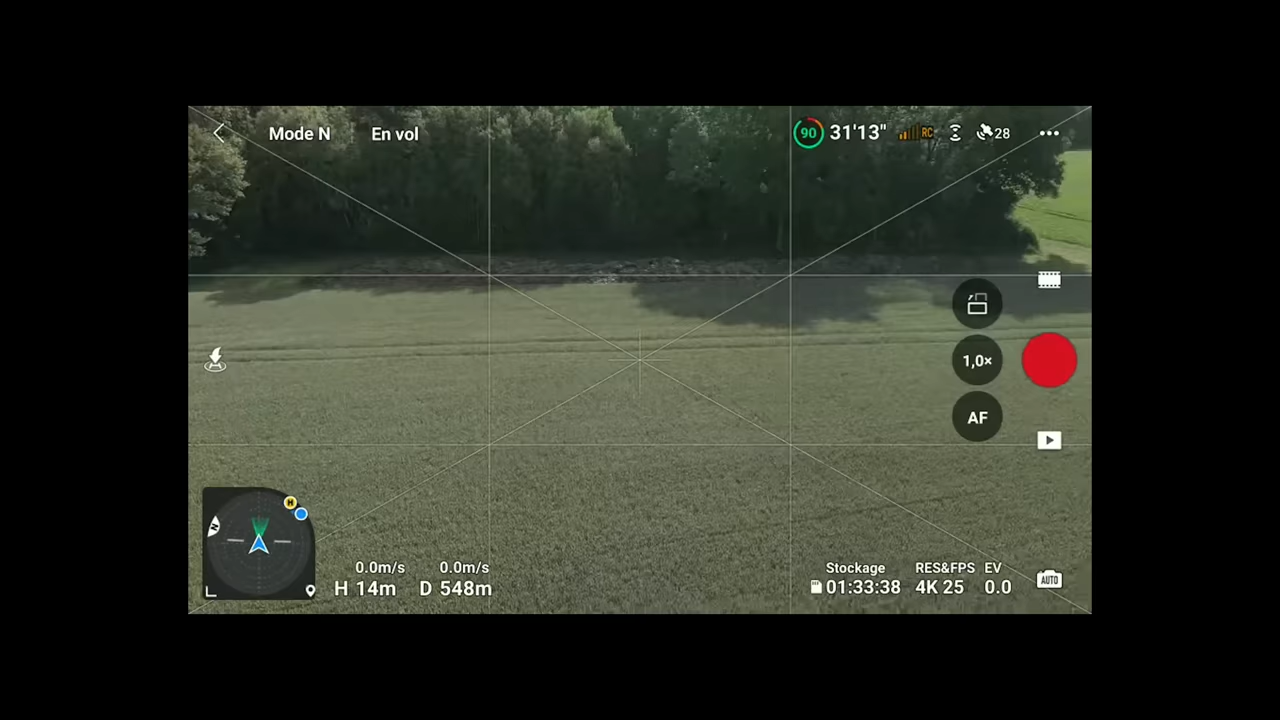 Mode N En vol 90 31'13" RC 28
1,0×
AF
H
N
0.0m/s 0.0m/s
H 14m D 548m
Stockage RES&FPS EV
01:33:38 4K 25 0.0
AUTO